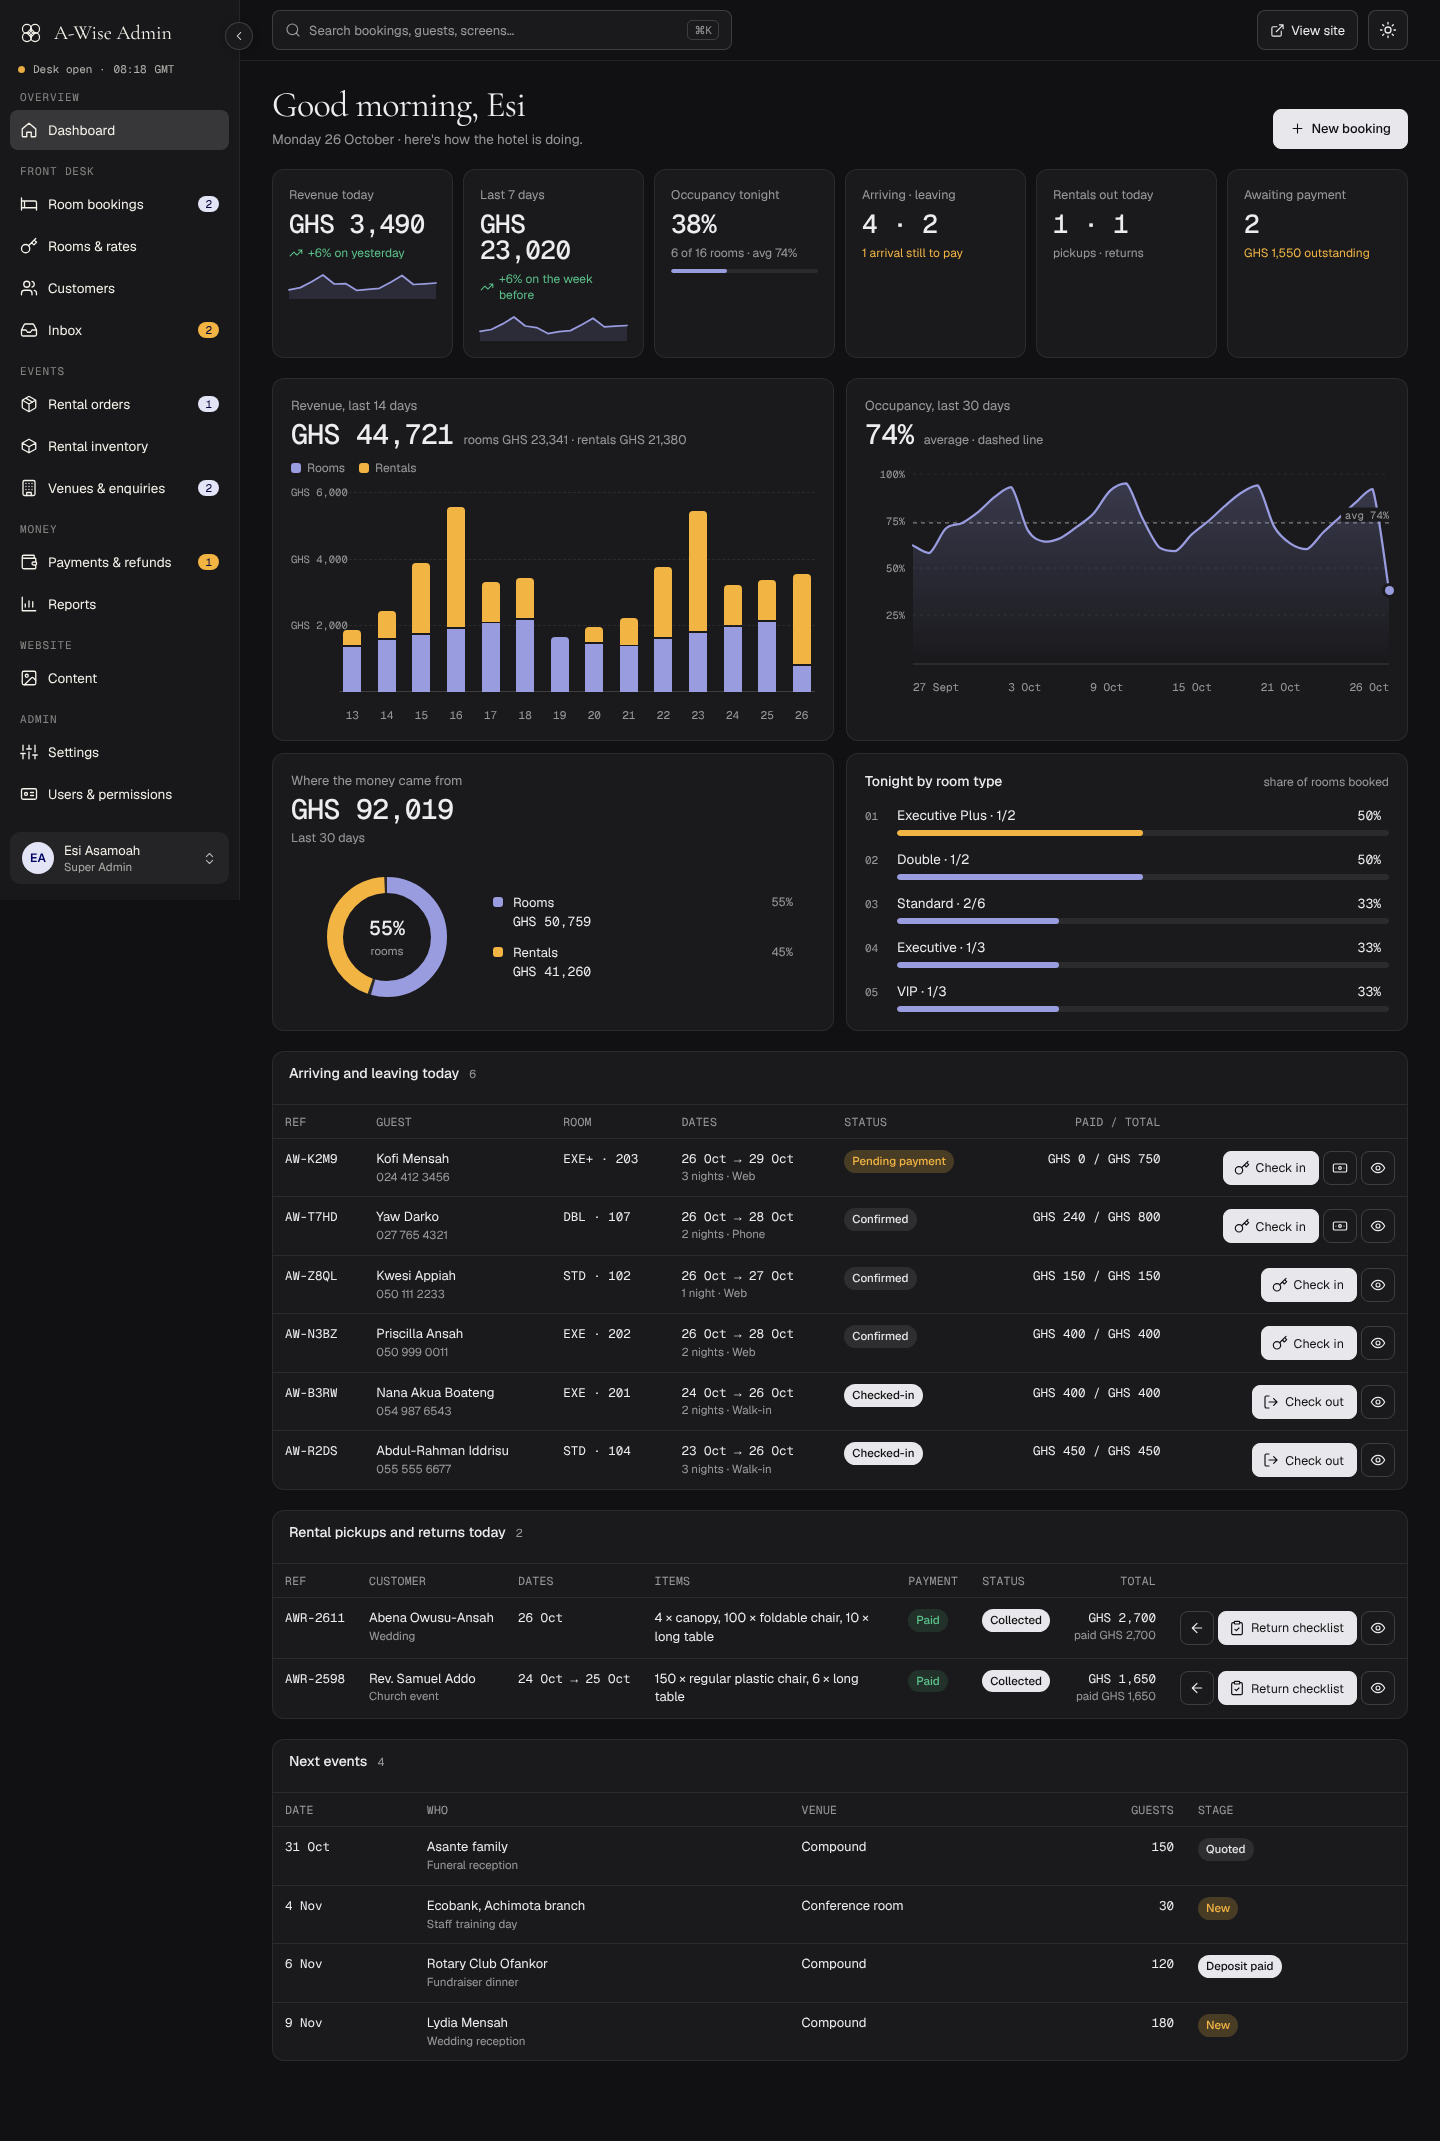 A-Wise Admin
Desk open · 08:18 GMT
OVERVIEW
Dashboard
FRONT DESK
Room bookings 2
Rooms & rates
Customers
Inbox 2
EVENTS
Rental orders 1
Rental inventory
Venues & enquiries 2
MONEY
Payments & refunds 1
Reports
WEBSITE
Content
ADMIN
Settings
Users & permissions
EA
Esi Asamoah
Super Admin
Search bookings, guests, screens... ⌘K
View site
Good morning, Esi
Monday 26 October · here's how the hotel is doing.
New booking
Revenue today
GHS 3,490
+6% on yesterday
Last 7 days
GHS
23,020
+6% on the week
before
Occupancy tonight
38%
6 of 16 rooms · avg 74%
Arriving · leaving
4 · 2
1 arrival still to pay
Rentals out today
1 · 1
pickups · returns
Awaiting payment
2
GHS 1,550 outstanding
Revenue, last 14 days
GHS 44,721 rooms GHS 23,341 · rentals GHS 21,380
Rooms Rentals
GHS 6,000
GHS 4,000
GHS 2,000
13 14 15 16 17 18 19 20 21 22 23 24 25 26
Occupancy, last 30 days
74% average · dashed line
100%
75%
50%
25%
avg 74%
27 Sept 3 Oct 9 Oct 15 Oct 21 Oct 26 Oct
Where the money came from
GHS 92,019
Last 30 days
55%
rooms
Rooms 55%
GHS 50,759
Rentals 45%
GHS 41,260
Tonight by room type share of rooms booked
01 Executive Plus · 1/2 50%
02 Double · 1/2 50%
03 Standard · 2/6 33%
04 Executive · 1/3 33%
05 VIP · 1/3 33%
Arriving and leaving today 6
REF GUEST ROOM DATES STATUS PAID / TOTAL
AW-K2M9 Kofi Mensah EXE+ · 203 26 Oct → 29 Oct Pending payment GHS 0 / GHS 750 Check in
024 412 3456 3 nights · Web
AW-T7HD Yaw Darko DBL · 107 26 Oct → 28 Oct Confirmed GHS 240 / GHS 800 Check in
027 765 4321 2 nights · Phone
AW-Z8QL Kwesi Appiah STD · 102 26 Oct → 27 Oct Confirmed GHS 150 / GHS 150 Check in
050 111 2233 1 night · Web
AW-N3BZ Priscilla Ansah EXE · 202 26 Oct → 28 Oct Confirmed GHS 400 / GHS 400 Check in
050 999 0011 2 nights · Web
AW-B3RW Nana Akua Boateng EXE · 201 24 Oct → 26 Oct Checked-in GHS 400 / GHS 400 Check out
054 987 6543 2 nights · Walk-in
AW-R2DS Abdul-Rahman Iddrisu STD · 104 23 Oct → 26 Oct Checked-in GHS 450 / GHS 450 Check out
055 555 6677 3 nights · Walk-in
Rental pickups and returns today 2
REF CUSTOMER DATES ITEMS PAYMENT STATUS TOTAL
AWR-2611 Abena Owusu-Ansah 26 Oct 4 × canopy, 100 × foldable chair, 10 × Paid Collected GHS 2,700 Return checklist
Wedding long table paid GHS 2,700
AWR-2598 Rev. Samuel Addo 24 Oct → 25 Oct 150 × regular plastic chair, 6 × long Paid Collected GHS 1,650 Return checklist
Church event table paid GHS 1,650
Next events 4
DATE WHO VENUE GUESTS STAGE
31 Oct Asante family Compound 150 Quoted
Funeral reception
4 Nov Ecobank, Achimota branch Conference room 30 New
Staff training day
6 Nov Rotary Club Ofankor Compound 120 Deposit paid
Fundraiser dinner
9 Nov Lydia Mensah Compound 180 New
Wedding reception